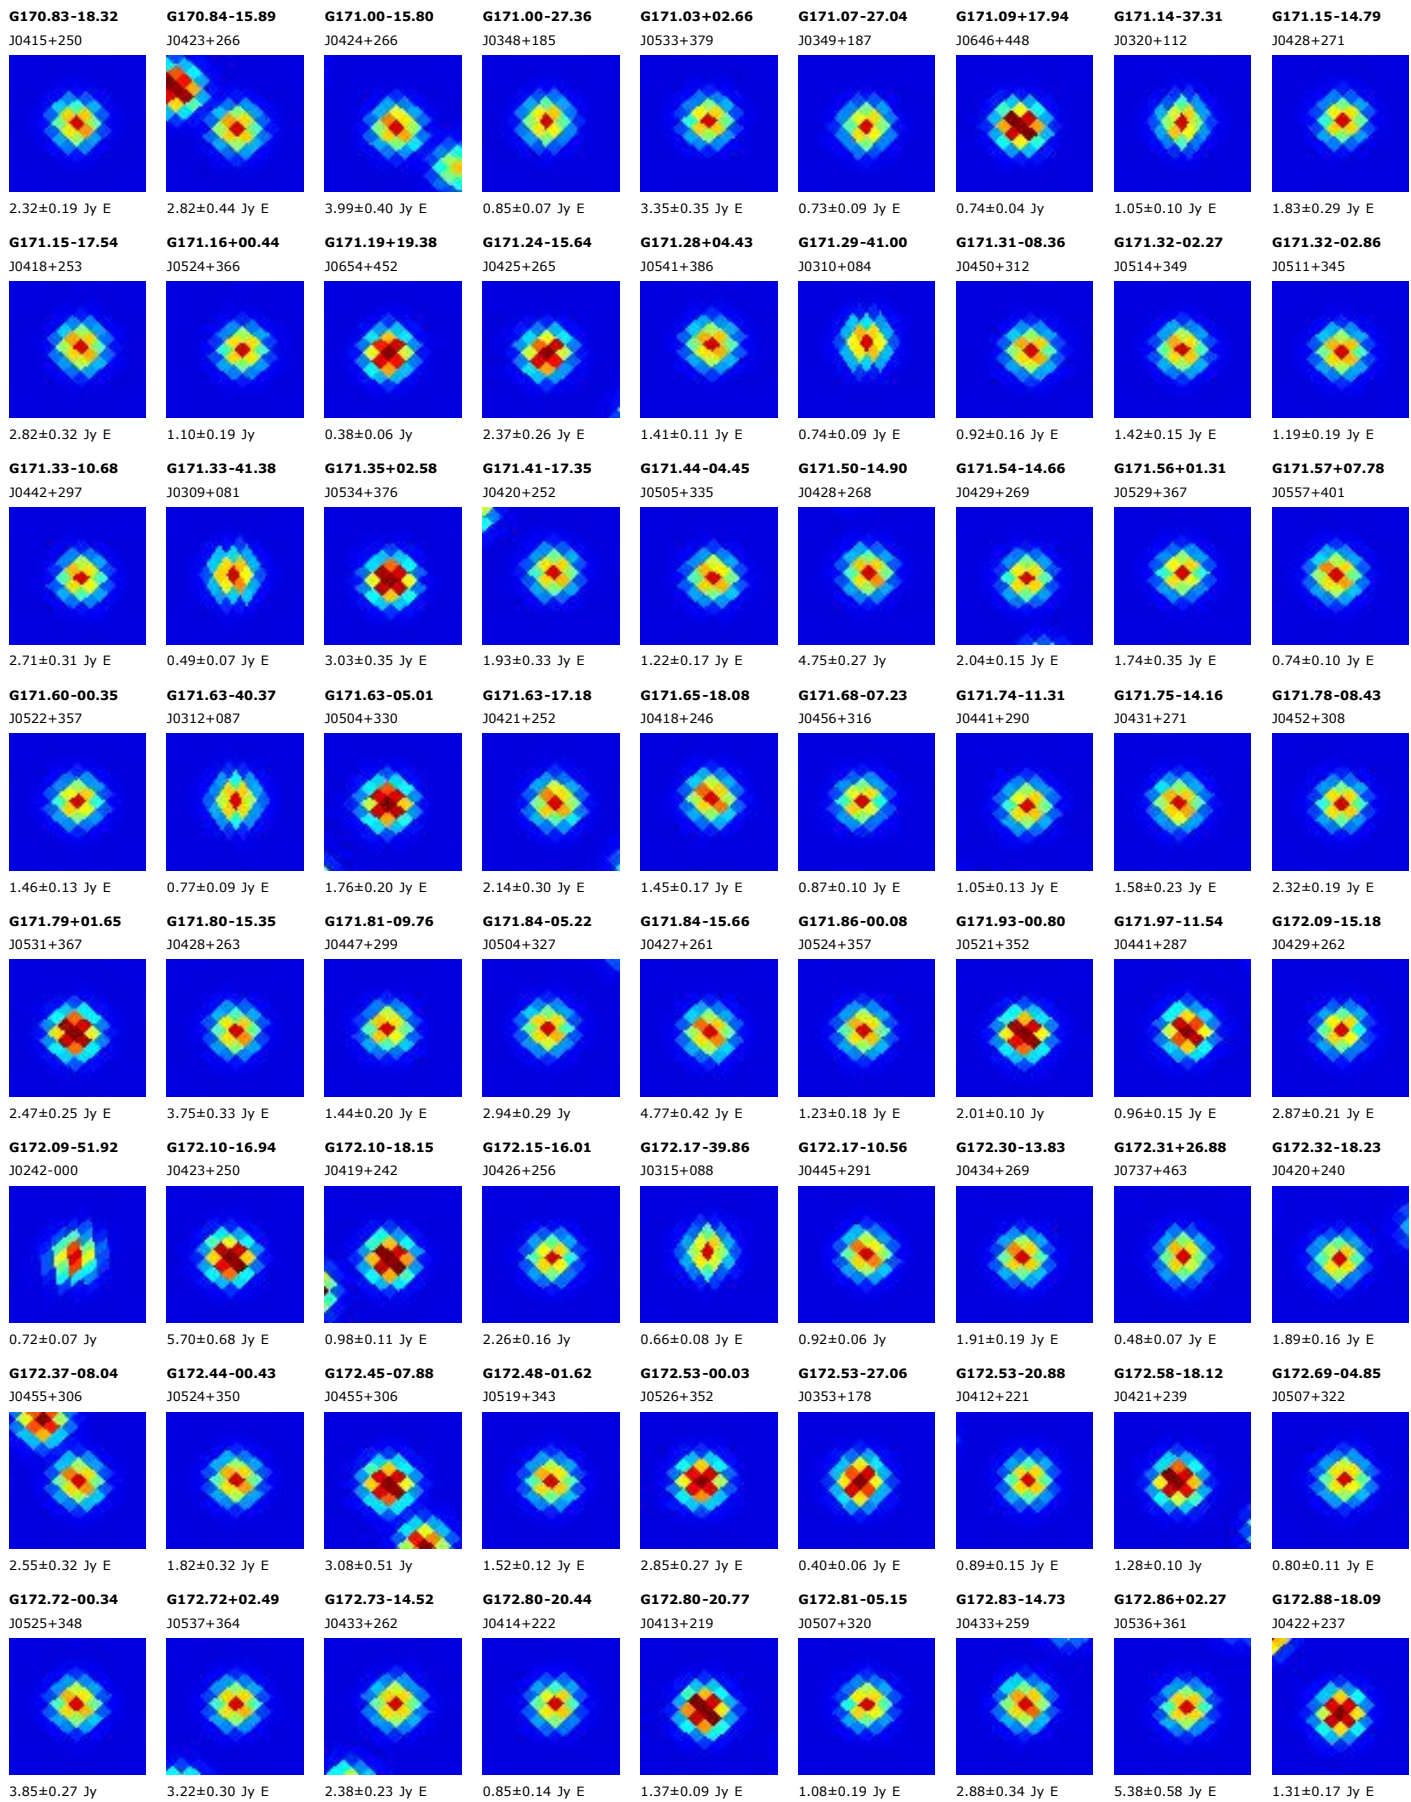 G170.83-18.32 G170.84-15.89 G171.00-15.80 G171.00-27.36 G171.03+02.66 G171.07-27.04 G171.09+17.94 G171.14-37.31 G171.15-14.79
J0415+250 J0423+266 J0424+266 J0348+185 J0533+379 J0349+187 J0646+448 J0320+112 J0428+271
2.32±0.19 Jy E 2.82±0.44 Jy E 3.99±0.40 Jy E 0.85±0.07 Jy E 3.35±0.35 Jy E 0.73±0.09 Jy E 0.74±0.04 Jy 1.05±0.10 Jy E 1.83±0.29 Jy E
G171.15-17.54 G171.16+00.44 G171.19+19.38 G171.24-15.64 G171.28+04.43 G171.29-41.00 G171.31-08.36 G171.32-02.27 G171.32-02.86
J0418+253 J0524+366 J0654+452 J0425+265 J0541+386 J0310+084 J0450+312 J0514+349 J0511+345
2.82±0.32 Jy E 1.10±0.19 Jy 0.38±0.06 Jy 2.37±0.26 Jy E 1.41±0.11 Jy E 0.74±0.09 Jy E 0.92±0.16 Jy E 1.42±0.15 Jy E 1.19±0.19 Jy E
G171.33-10.68 G171.33-41.38 G171.35+02.58 G171.41-17.35 G171.44-04.45 G171.50-14.90 G171.54-14.66 G171.56+01.31 G171.57+07.78
J0442+297 J0309+081 J0534+376 J0420+252 J0505+335 J0428+268 J0429+269 J0529+367 J0557+401
2.71±0.31 Jy E 0.49±0.07 Jy E 3.03±0.35 Jy E 1.93±0.33 Jy E 1.22±0.17 Jy E 4.75±0.27 Jy 2.04±0.15 Jy E 1.74±0.35 Jy E 0.74±0.10 Jy E
G171.60-00.35 G171.63-40.37 G171.63-05.01 G171.63-17.18 G171.65-18.08 G171.68-07.23 G171.74-11.31 G171.75-14.16 G171.78-08.43
J0522+357 J0312+087 J0504+330 J0421+252 J0418+246 J0456+316 J0441+290 J0431+271 J0452+308
1.46±0.13 Jy E 0.77±0.09 Jy E 1.76±0.20 Jy E 2.14±0.30 Jy E 1.45±0.17 Jy E 0.87±0.10 Jy E 1.05±0.13 Jy E 1.58±0.23 Jy E 2.32±0.19 Jy E
G171.79+01.65 G171.80-15.35 G171.81-09.76 G171.84-05.22 G171.84-15.66 G171.86-00.08 G171.93-00.80 G171.97-11.54 G172.09-15.18
J0531+367 J0428+263 J0447+299 J0504+327 J0427+261 J0524+357 J0521+352 J0441+287 J0429+262
2.47±0.25 Jy E 3.75±0.33 Jy E 1.44±0.20 Jy E 2.94±0.29 Jy 4.77±0.42 Jy E 1.23±0.18 Jy E 2.01±0.10 Jy 0.96±0.15 Jy E 2.87±0.21 Jy E
G172.09-51.92 G172.10-16.94 G172.10-18.15 G172.15-16.01 G172.17-39.86 G172.17-10.56 G172.30-13.83 G172.31+26.88 G172.32-18.23
J0242-000 J0423+250 J0419+242 J0426+256 J0315+088 J0445+291 J0434+269 J0737+463 J0420+240
0.72±0.07 Jy 5.70±0.68 Jy E 0.98±0.11 Jy E 2.26±0.16 Jy 0.66±0.08 Jy E 0.92±0.06 Jy 1.91±0.19 Jy E 0.48±0.07 Jy E 1.89±0.16 Jy E
G172.37-08.04 G172.44-00.43 G172.45-07.88 G172.48-01.62 G172.53-00.03 G172.53-27.06 G172.53-20.88 G172.58-18.12 G172.69-04.85
J0455+306 J0524+350 J0455+306 J0519+343 J0526+352 J0353+178 J0412+221 J0421+239 J0507+322
2.55±0.32 Jy E 1.82±0.32 Jy E 3.08±0.51 Jy 1.52±0.12 Jy E 2.85±0.27 Jy E 0.40±0.06 Jy E 0.89±0.15 Jy E 1.28±0.10 Jy 0.80±0.11 Jy E
G172.72-00.34 G172.72+02.49 G172.73-14.52 G172.80-20.44 G172.80-20.77 G172.81-05.15 G172.83-14.73 G172.86+02.27 G172.88-18.09
J0525+348 J0537+364 J0433+262 J0414+222 J0413+219 J0507+320 J0433+259 J0536+361 J0422+237
3.85±0.27 Jy 3.22±0.30 Jy E 2.38±0.23 Jy E 0.85±0.14 Jy E 1.37±0.09 Jy E 1.08±0.19 Jy E 2.88±0.34 Jy E 5.38±0.58 Jy E 1.31±0.17 Jy E